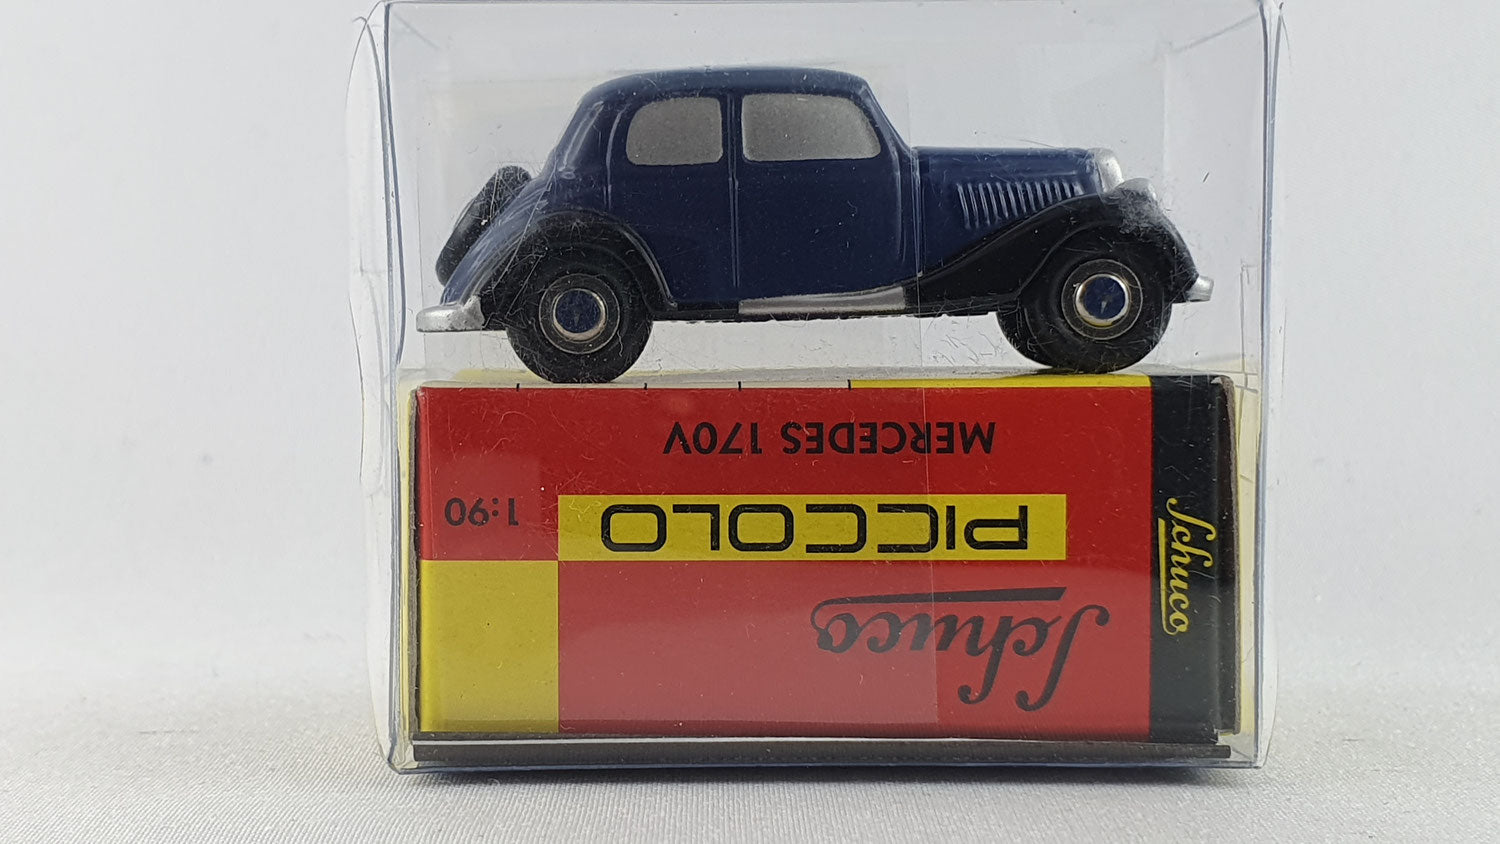 Schuco
PICCOLO
1:90
MERCEDES 170V
Schuco